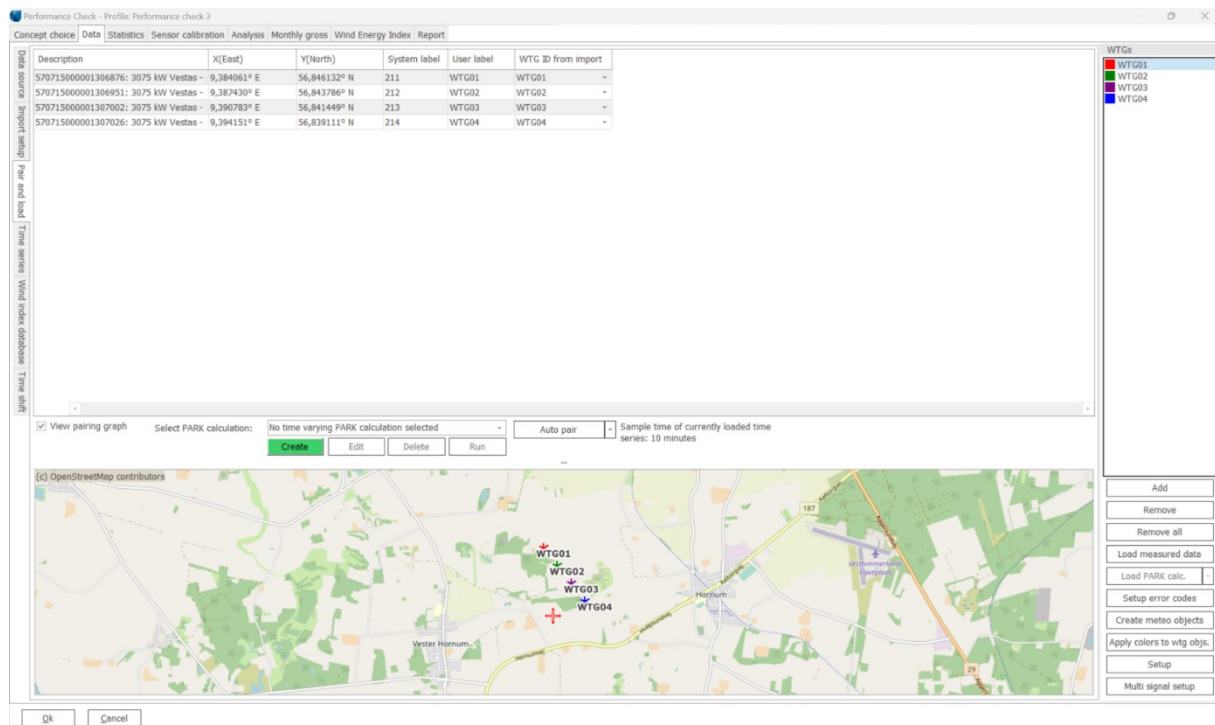 Performance Check - Profile: Performance check 3
Concept choice Data Statistics Sensor calibration Analysis Monthly gross Wind Energy Index Report
Data source
Import setup
Pair and load
Time series
Wind index database
Time shift
Description X(East) Y(North) System label User label WTG ID from import
570715000001306876: 3075 kW Vestas - 9,384061° E 56,846132° N 211 WTG01 WTG01
570715000001306951: 3075 kW Vestas - 9,387430° E 56,843786° N 212 WTG02 WTG02
570715000001307002: 3075 kW Vestas - 9,390783° E 56,841449° N 213 WTG03 WTG03
570715000001307026: 3075 kW Vestas - 9,394151° E 56,839111° N 214 WTG04 WTG04
View pairing graph Select PARK calculation: No time varying PARK calculation selected Auto pair Sample time of currently loaded time
series: 10 minutes
Create Edit Delete Run
...
(c) OpenStreetMap contributors
187
WTG01
WTG02
WTG03
WTG04
Vesthimmerlands
Flyveplads
Hornum
Vester Hornum
Aalborgvej
Hornumvej
29
WTGs
WTG01
WTG02
WTG03
WTG04
Add
Remove
Remove all
Load measured data
Load PARK calc.
Setup error codes
Create meteo objects
Apply colors to wtg objs.
Setup
Multi signal setup
Ok Cancel